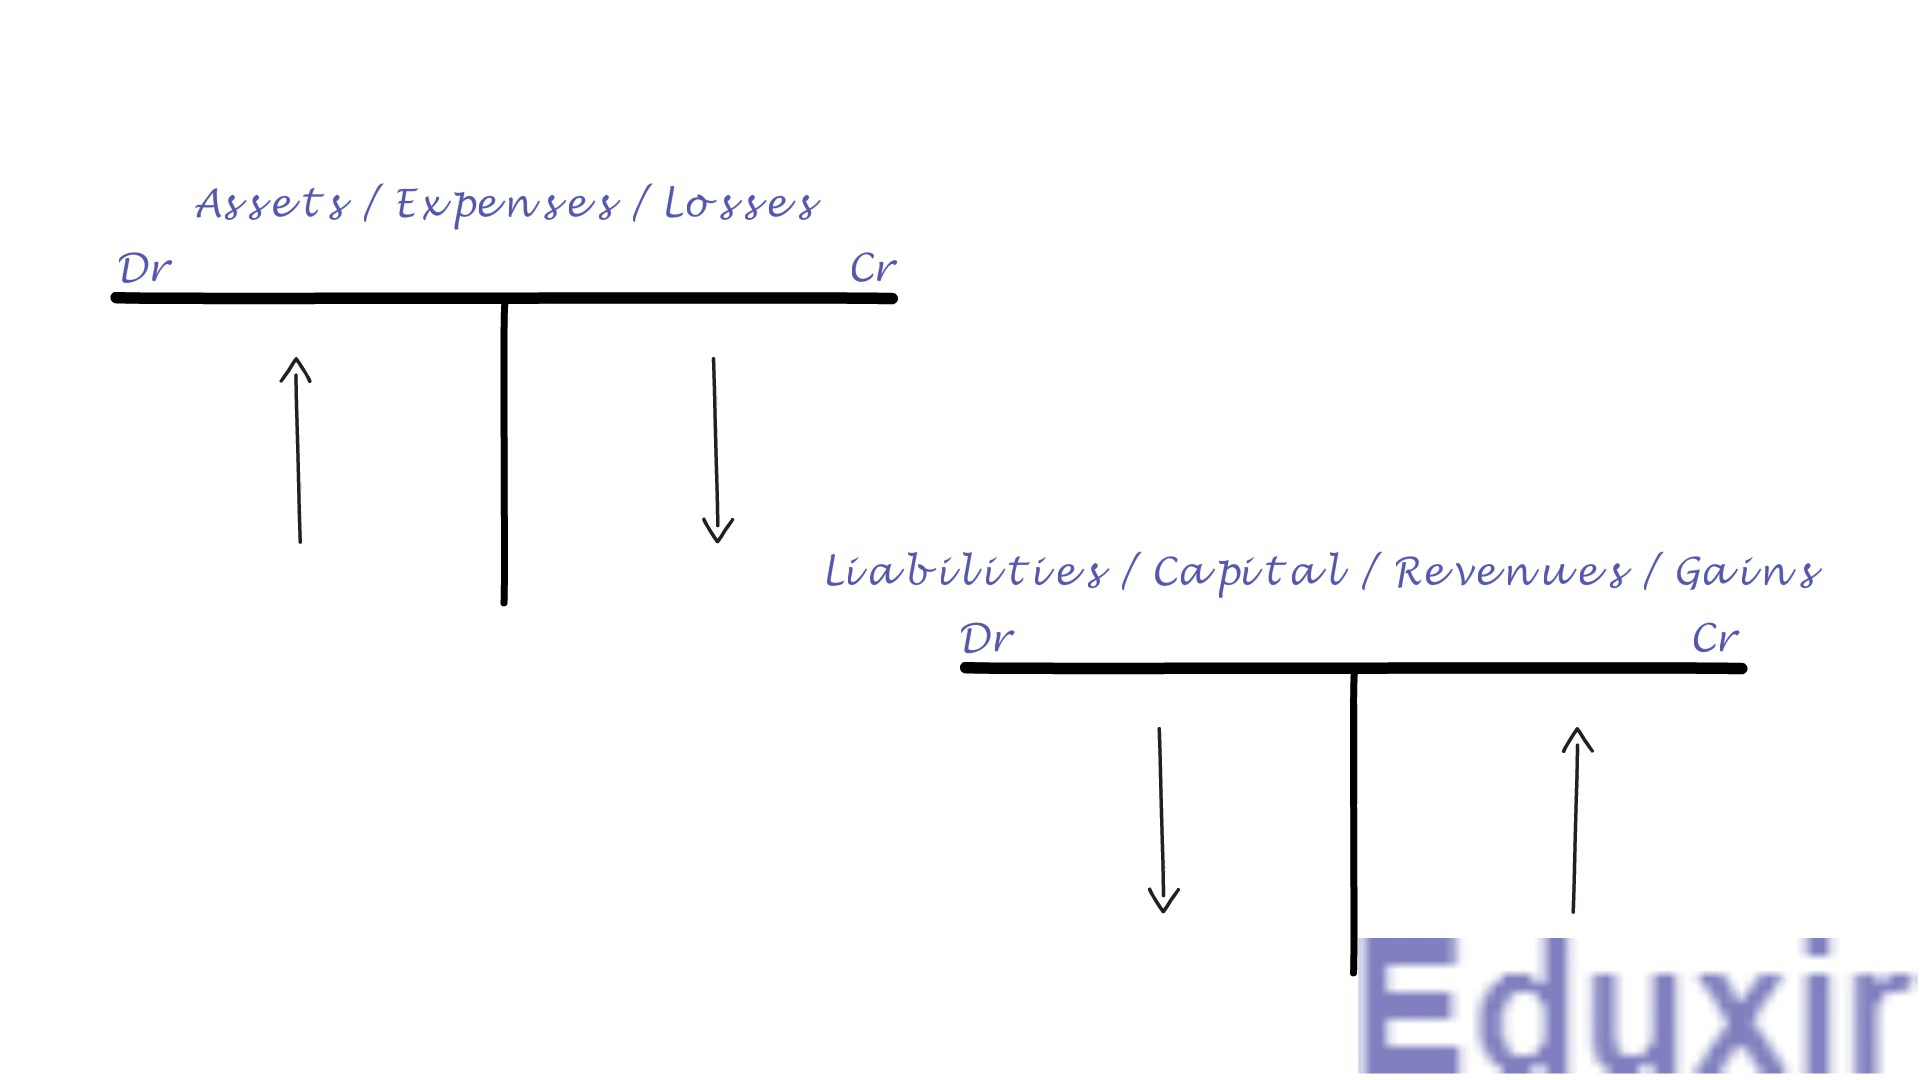 Assets / Expenses / Losses
Dr Cr
Liabilities / Capital / Revenues / Gains
Dr Cr
Eduxir